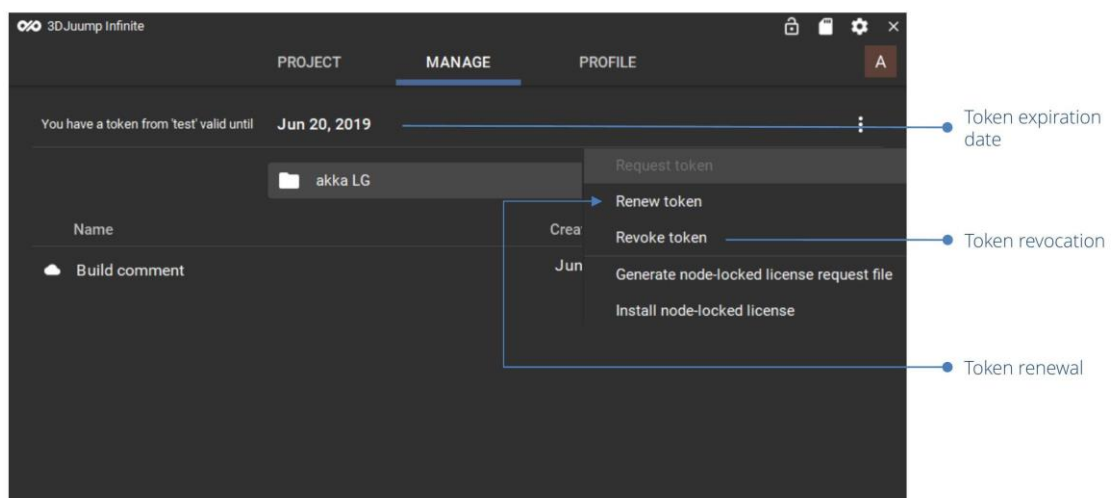 3DJuump Infinite
PROJECT MANAGE PROFILE A
You have a token from 'test' valid until Jun 20, 2019
Token expiration
date
akka LG
Request token
Renew token
Name Crea
Revoke token
Token revocation
Build comment Jun
Generate node-locked license request file
Install node-locked license
Token renewal